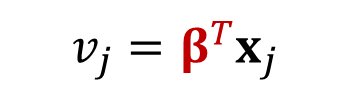 v_j = β^T x_j